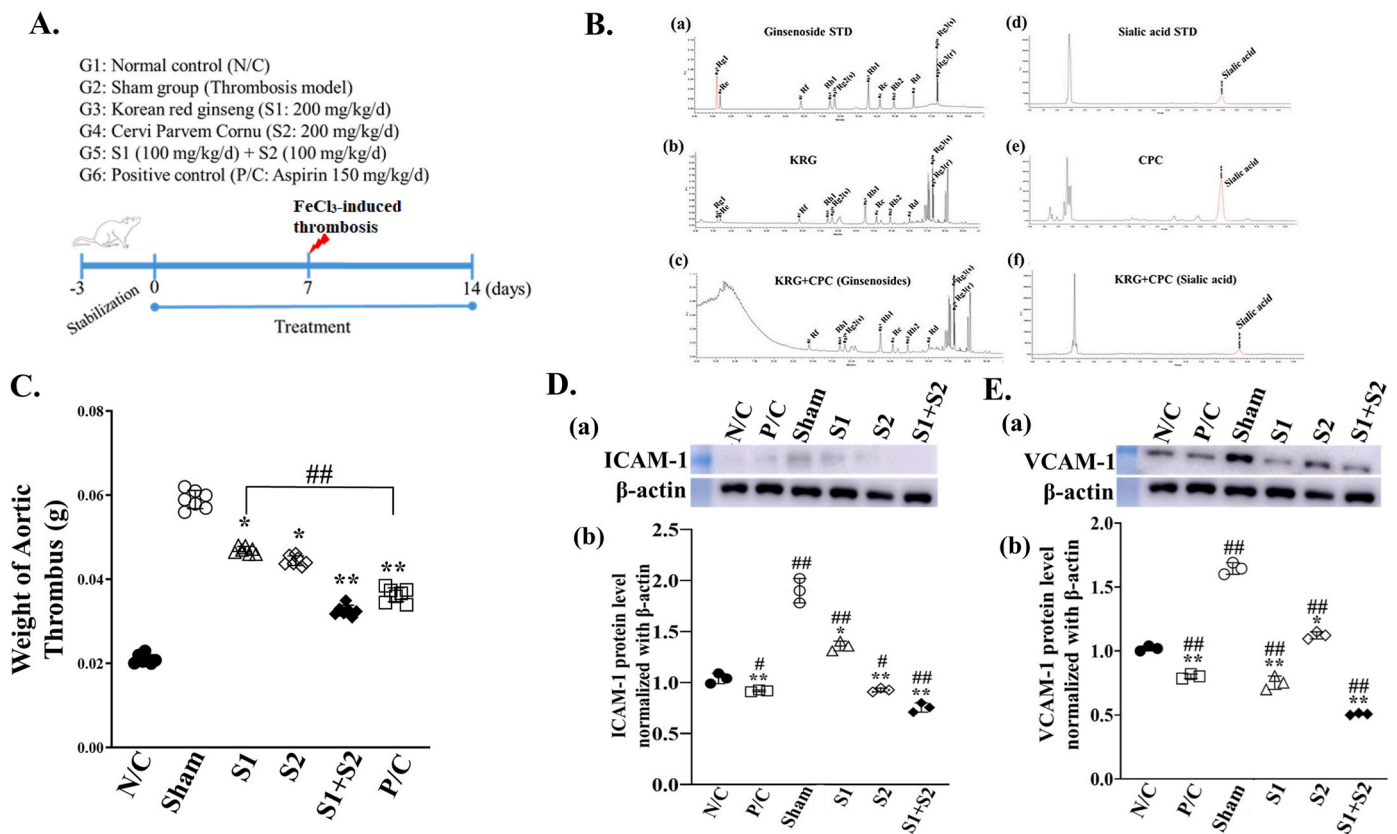 A.
G1: Normal control (N/C)
G2: Sham group (Thrombosis model)
G3: Korean red ginseng (S1: 200 mg/kg/d)
G4: Cervi Parvem Cornu (S2: 200 mg/kg/d)
G5: S1 (100 mg/kg/d) + S2 (100 mg/kg/d)
G6: Positive control (P/C: Aspirin 150 mg/kg/d)
FeCl3-induced
thrombosis
-3
0
7
14 (days)
Stabilization
Treatment
B.
(a)
Ginsenoside STD
Rg1
Re
Rf
Rb1
Rg2(s)
Rb1
Rc
Rb2
Rd
Rg3(s)
Rg3(r)
(b)
KRG
Rg1
Re
Rf
Rb1
Rg2(s)
Rb1
Rc
Rb2
Rd
Rg3(s)
Rg3(r)
(c)
KRG+CPC (Ginsenosides)
Rf
Rb1
Rg2(s)
Rb1
Rc
Rb2
Rd
Rg3(s)
Rg3(r)
(d)
Sialic acid STD
Sialic acid
(e)
CPC
Sialic acid
(f)
KRG+CPC (Sialic acid)
Sialic acid
C.
Weight of Aortic
Thrombus (g)
0.08
0.06
0.04
0.02
0.00
##
*
*
**
**
N/C
Sham
S1
S2
S1+S2
P/C
D.
(a)
N/C
P/C
Sham
S1
S2
S1+S2
ICAM-1
β-actin
(b)
ICAM-1 protein level
normalized with β-actin
2.5
2.0
1.5
1.0
0.5
0.0
#
**
##
##
*
#
**
##
**
N/C
P/C
Sham
S1
S2
S1+S2
E.
(a)
N/C
P/C
Sham
S1
S2
S1+S2
VCAM-1
β-actin
(b)
VCAM-1 protein level
normalized with β-actin
2.0
1.5
1.0
0.5
0.0
##
**
##
##
**
##
*
##
**
N/C
P/C
Sham
S1
S2
S1+S2